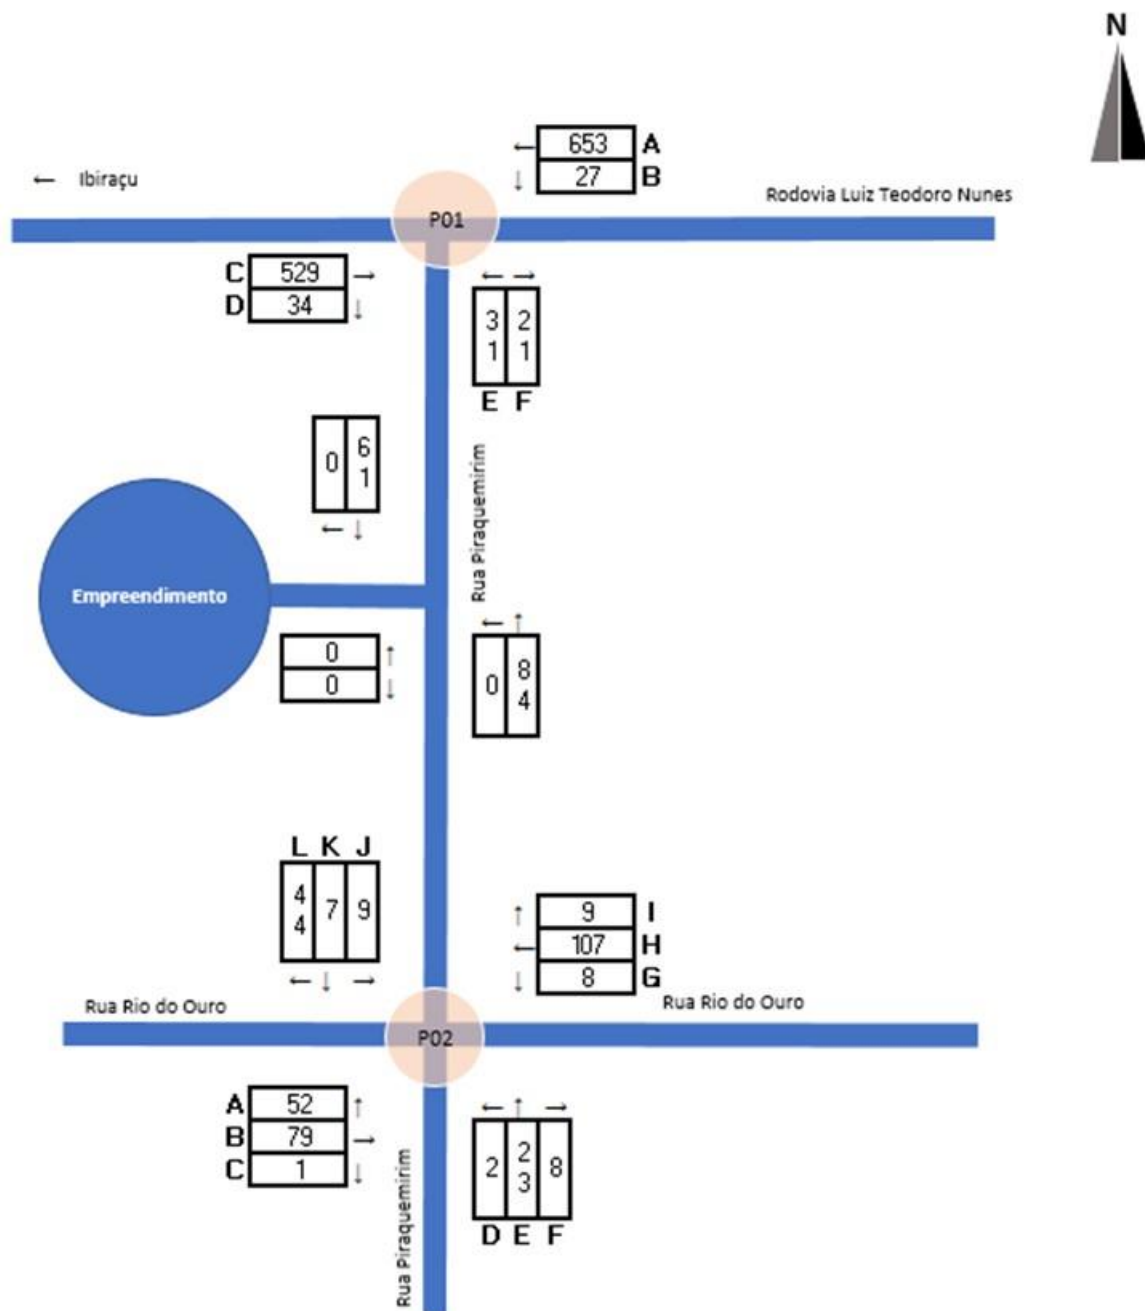 N
← 653 A
↓ 27 B
← Ibiraçu
Rodovia Luiz Teodoro Nunes
P01
C 529 →
D 34 ↓
← →
31 21
E F
0 61
← ↓
Rua Piraquemirim
Empreendimento
← ↑
0 84
0 ↑
0 ↓
L K J
44 7 9
← ↓ →
↑ 9 I
← 107 H
↓ 8 G
Rua Rio do Ouro
Rua Rio do Ouro
P02
A 52 ↑
B 79 →
C 1 ↓
← ↑ →
2 23 8
D E F
Rua Piraquemirim